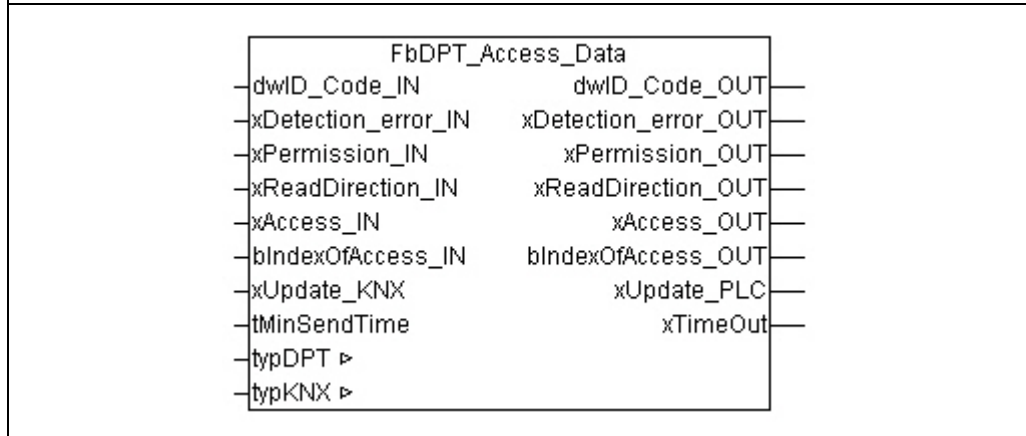 FbDPT_Access_Data
dwID_Code_IN dwID_Code_OUT
xDetection_error_IN xDetection_error_OUT
xPermission_IN xPermission_OUT
xReadDirection_IN xReadDirection_OUT
xAccess_IN xAccess_OUT
bIndexOfAccess_IN bIndexOfAccess_OUT
xUpdate_KNX xUpdate_PLC
tMinSendTime xTimeOut
typDPT ▹
typKNX ▹